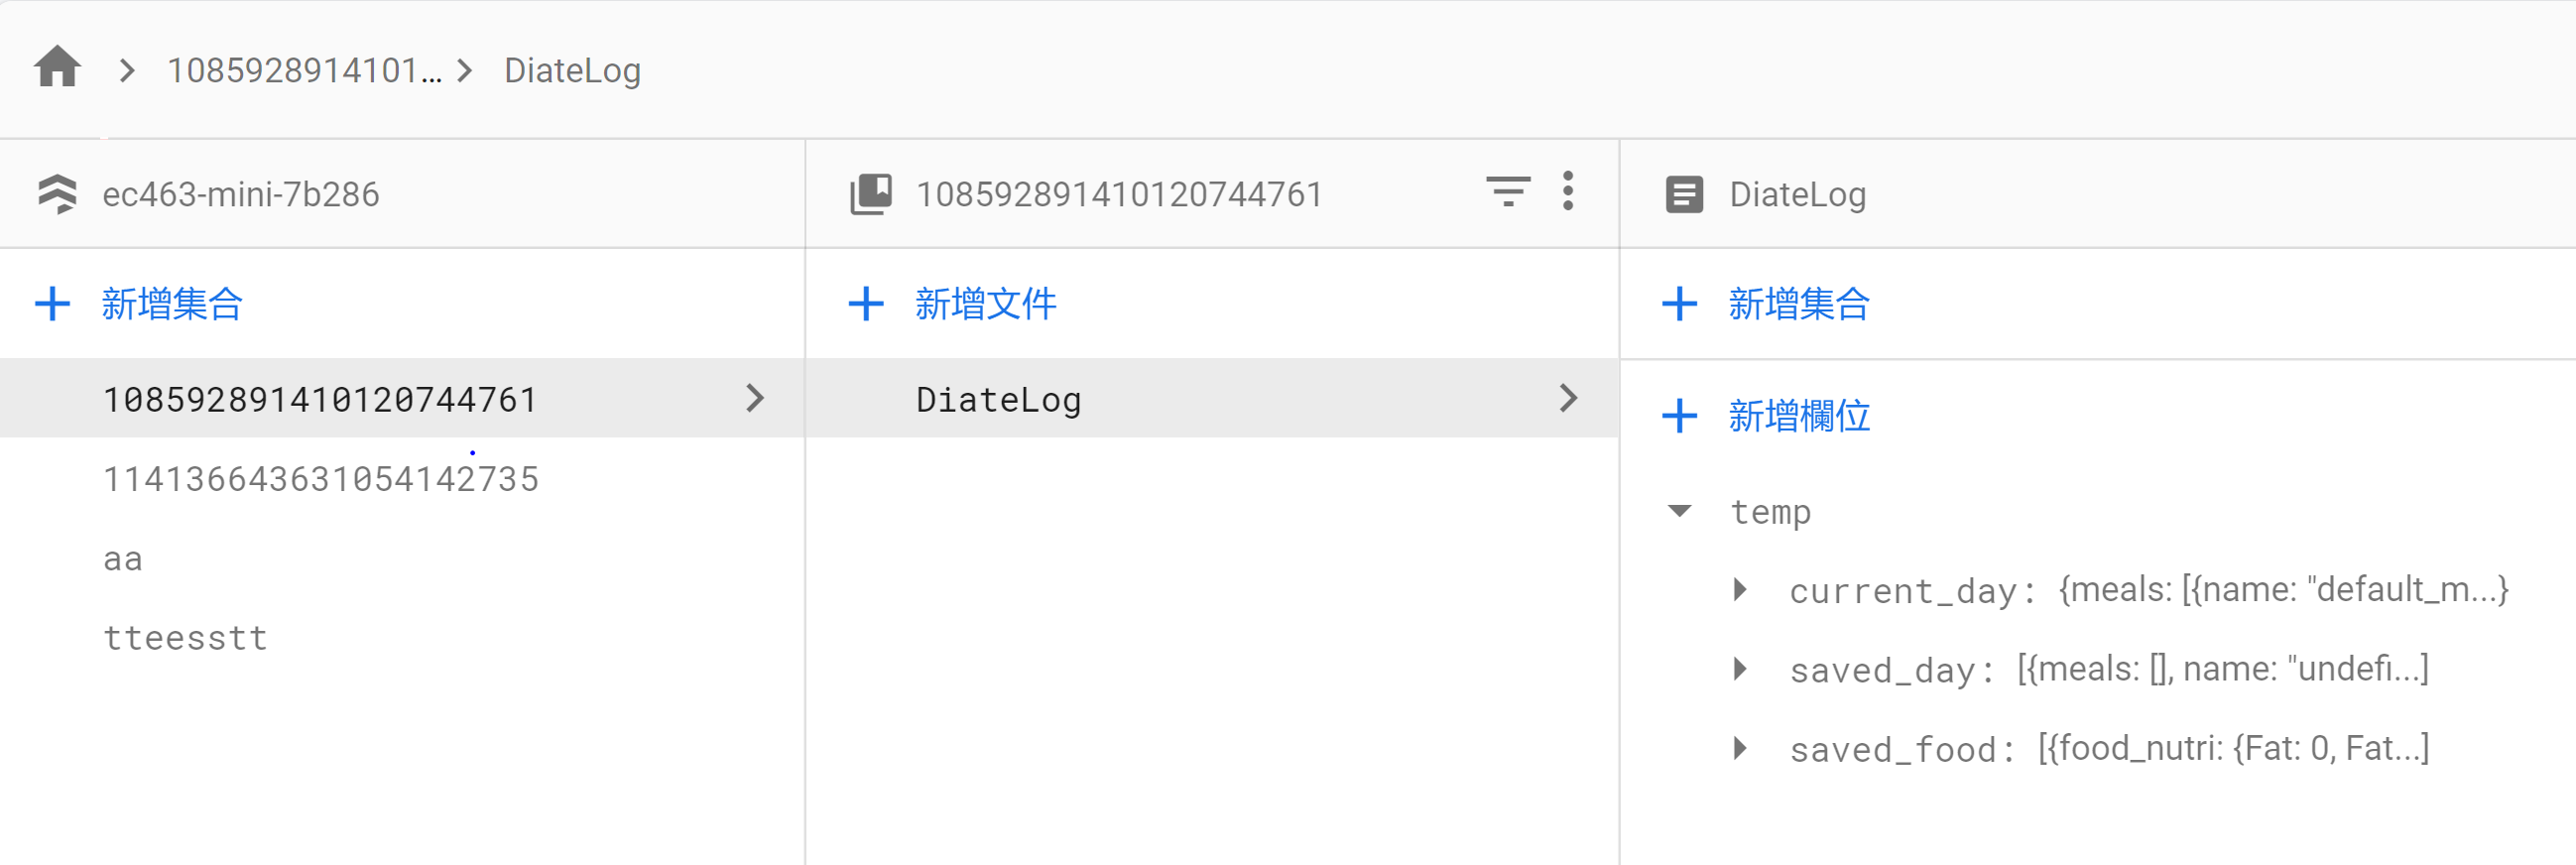 1085928914101... DiateLog
ec463-mini-7b286
新增集合
108592891410120744761
114136643631054142735
aa
tteesstt
108592891410120744761
新增文件
DiateLog
DiateLog
新增集合
新增欄位
temp
current_day: {meals: [{name: "default_m...}
saved_day: [{meals: [], name: "undefi...]
saved_food: [{food_nutri: {Fat: 0, Fat...]